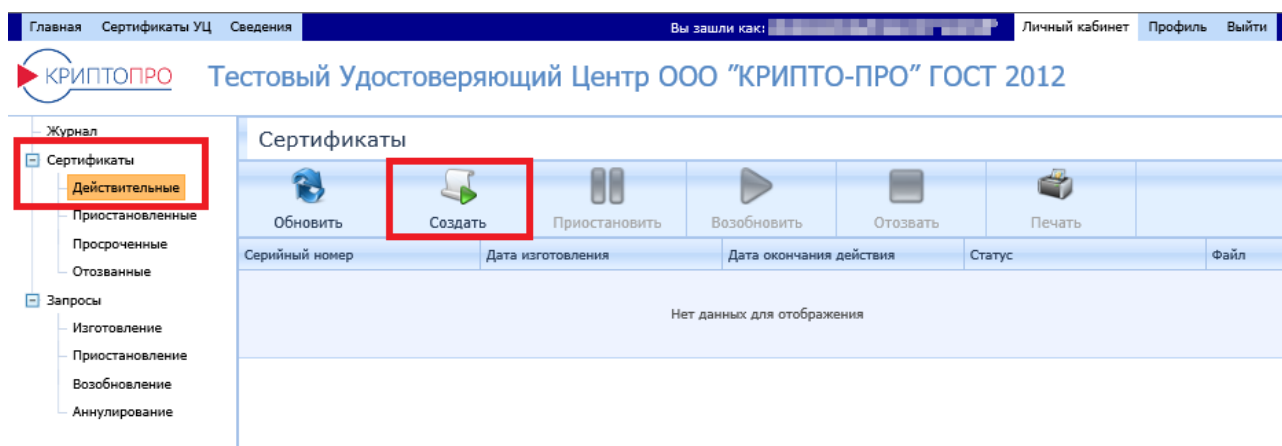 Главная Сертификаты УЦ Сведения Вы зашли как: Личный кабинет Профиль Выйти
КРИПТОПРО Тестовый Удостоверяющий Центр ООО "КРИПТО-ПРО" ГОСТ 2012
Журнал
Сертификаты
Действительные
Приостановленные
Просроченные
Отозванные
Запросы
Изготовление
Приостановление
Возобновление
Аннулирование
Сертификаты
Обновить Создать Приостановить Возобновить Отозвать Печать
Серийный номер Дата изготовления Дата окончания действия Статус Файл
Нет данных для отображения